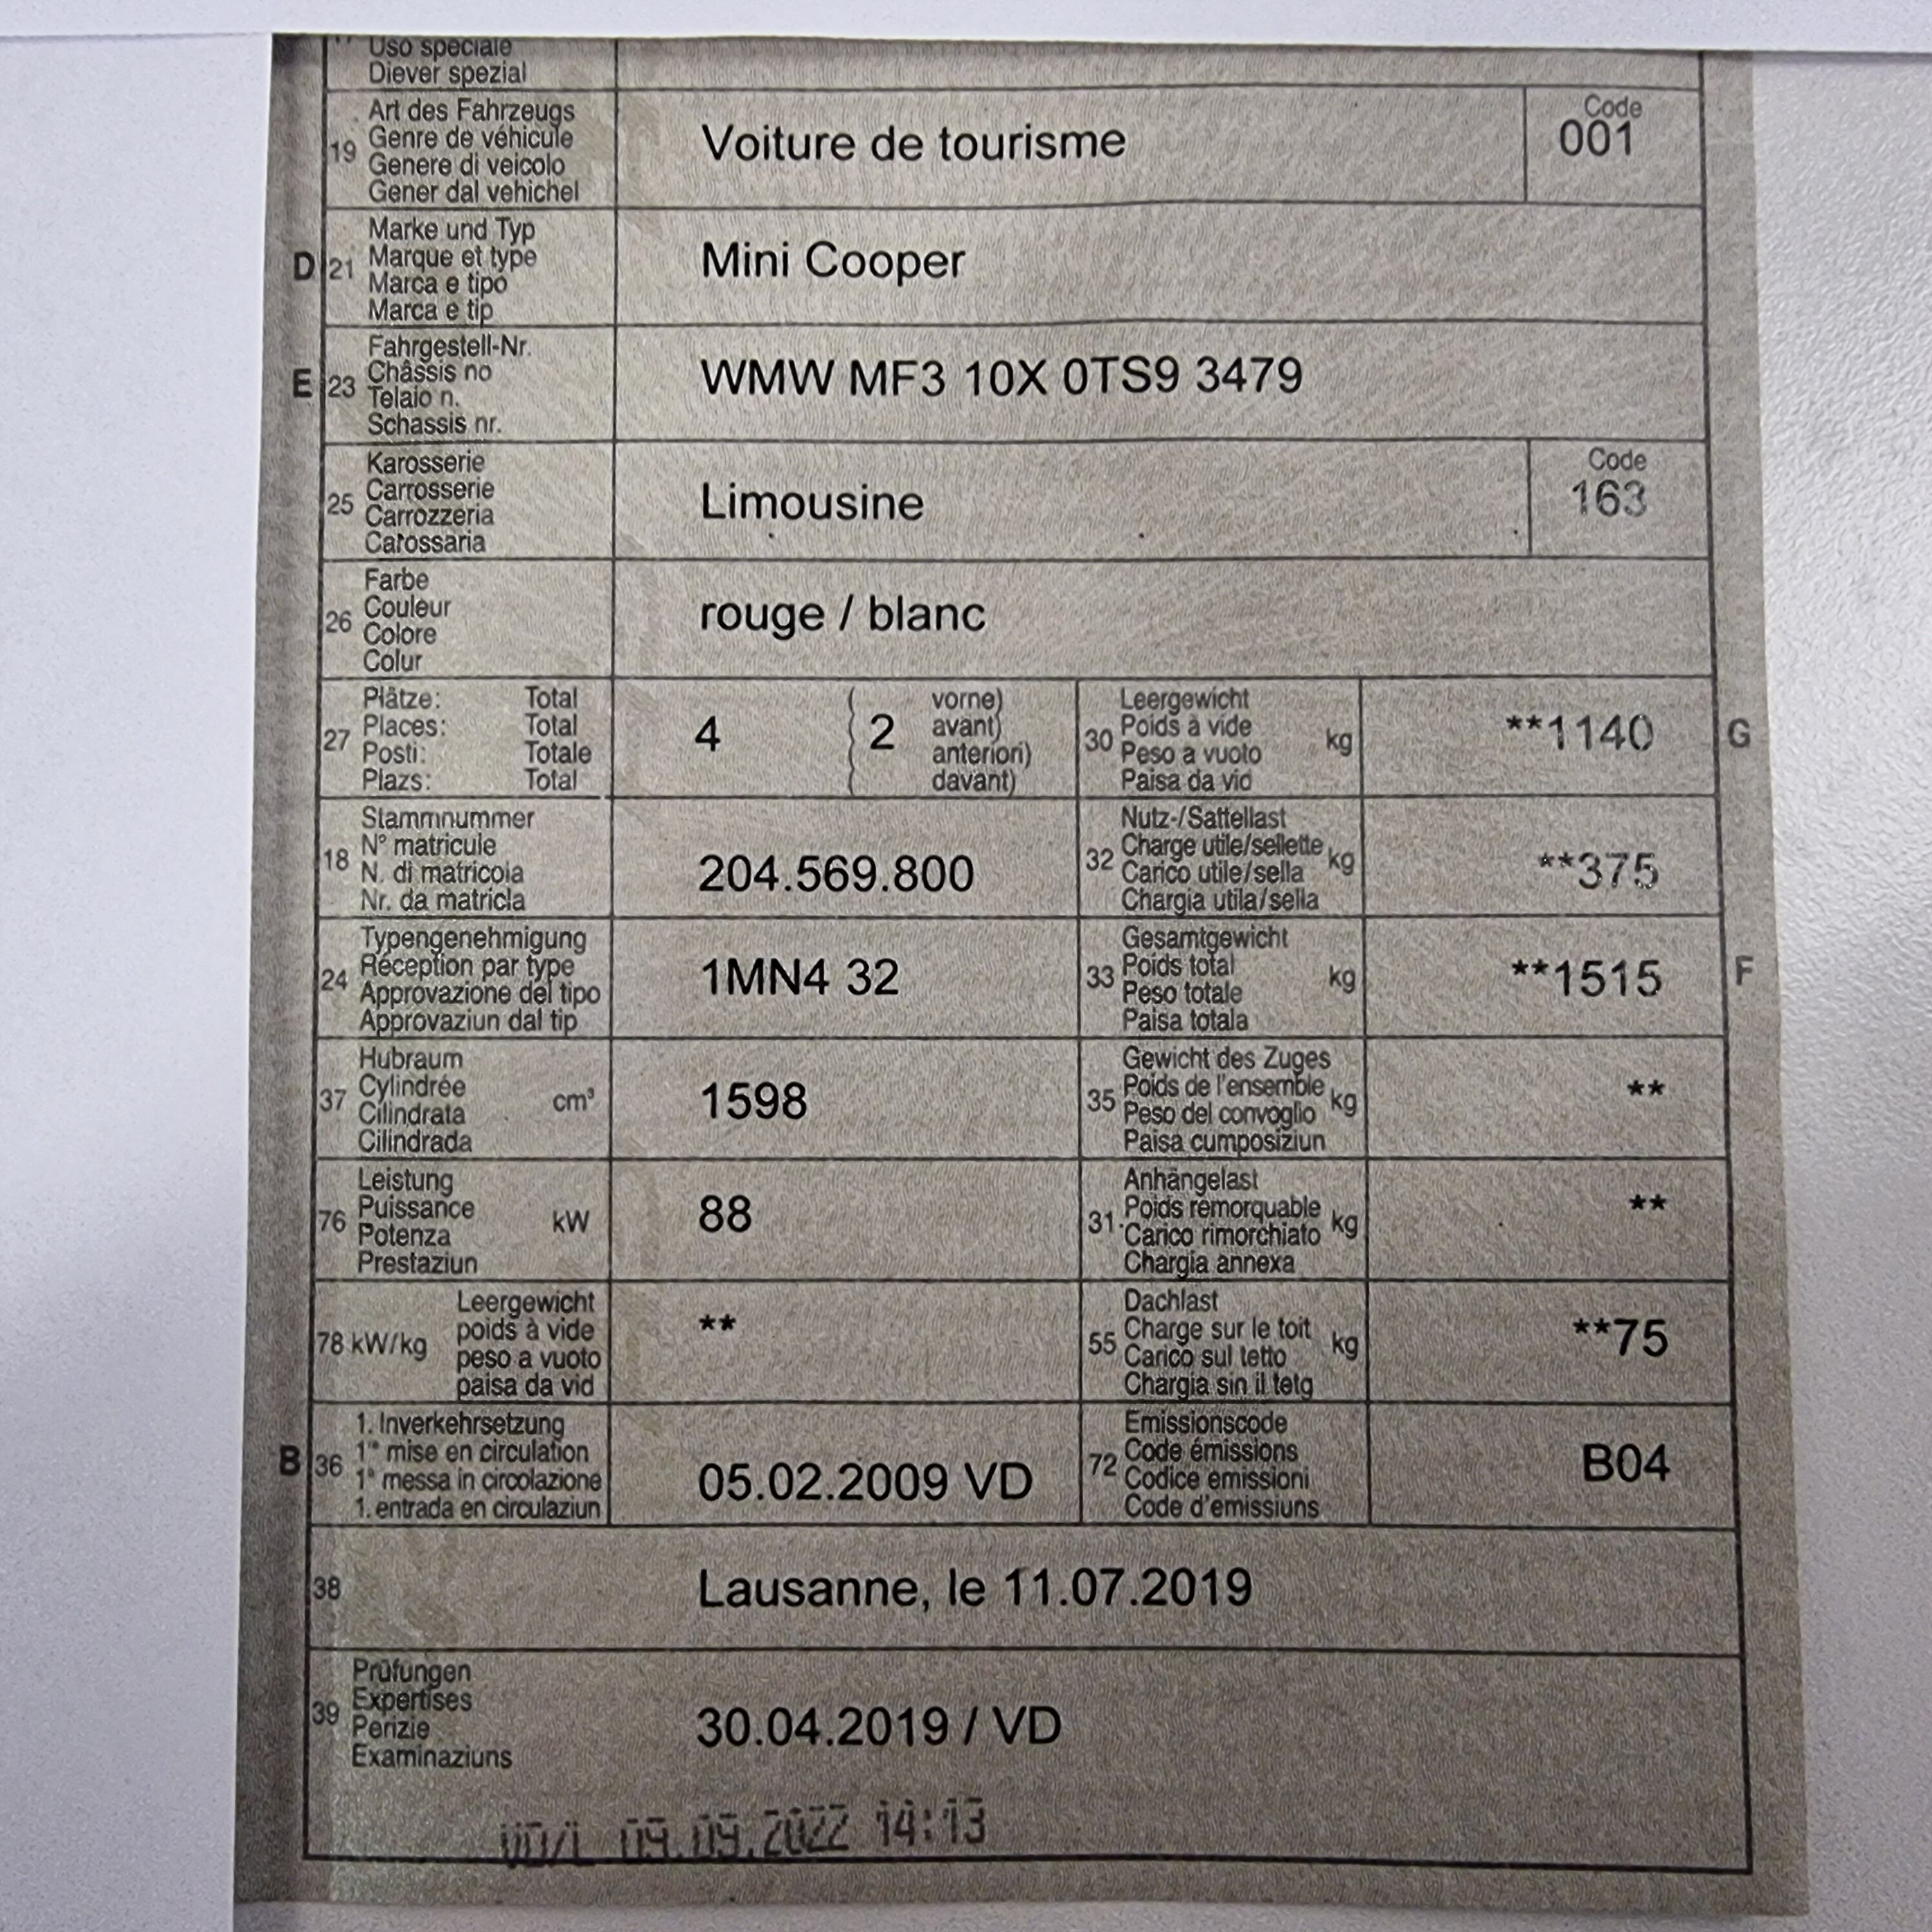 Uso speciale
Diever spezial
19 Art des Fahrzeugs
Genre de véhicule
Genere di veicolo
Gener dal vehichel
Voiture de tourisme
Code
001
D 21 Marke und Typ
Marque et type
Marca e tipo
Marca e tip
Mini Cooper
E 23 Fahrgestell-Nr.
Châssis no
Telaio n.
Schassis nr.
WMW MF3 10X 0TS9 3479
25 Karosserie
Carrosserie
Carrozzeria
Carossaria
Limousine
Code
163
26 Farbe
Couleur
Colore
Colur
rouge / blanc
27 Plätze: Total
Places: Total
Posti: Totale
Plazs: Total
4 ( 2 vorne)
( avant)
( anteriori)
( davant)
30 Leergewicht
Poids à vide
Peso a vuoto
Paisa da vid
kg
**1140
G
18 Stammnummer
N° matricule
N. di matricola
Nr. da matricla
204.569.800
32 Nutz-/Sattellast
Charge utile/sellette
Carico utile/sella
Chargia utila/sella
kg
**375
24 Typengenehmigung
Réception par type
Approvazione del tipo
Approvaziun dal tip
1MN4 32
33 Gesamtgewicht
Poids total
Peso totale
Paisa totala
kg
**1515
F
37 Hubraum
Cylindrée
Cilindrata
Cilindrada
cm³
1598
35 Gewicht des Zuges
Poids de l'ensemble
Peso del convoglio
Paisa cumposiziun
kg
**
76 Leistung
Puissance
Potenza
Prestaziun
kW
88
31 Anhängelast
Poids remorquable
Carico rimorchiato
Chargia annexa
kg
**
78 kW/kg Leergewicht
poids à vide
peso a vuoto
paisa da vid
**
55 Dachlast
Charge sur le toit
Carico sul tetto
Chargia sin il tetg
kg
**75
B 36 1. Inverkehrsetzung
1re mise en circulation
1a messa in circolazione
1. entrada en circulaziun
05.02.2009 VD
72 Emissionscode
Code émissions
Codice emissioni
Code d'emissiuns
B04
38 Lausanne, le 11.07.2019
39 Prüfungen
Expertises
Perizie
Examinaziuns
30.04.2019 / VD
VD/L 09.09.2022 14:13